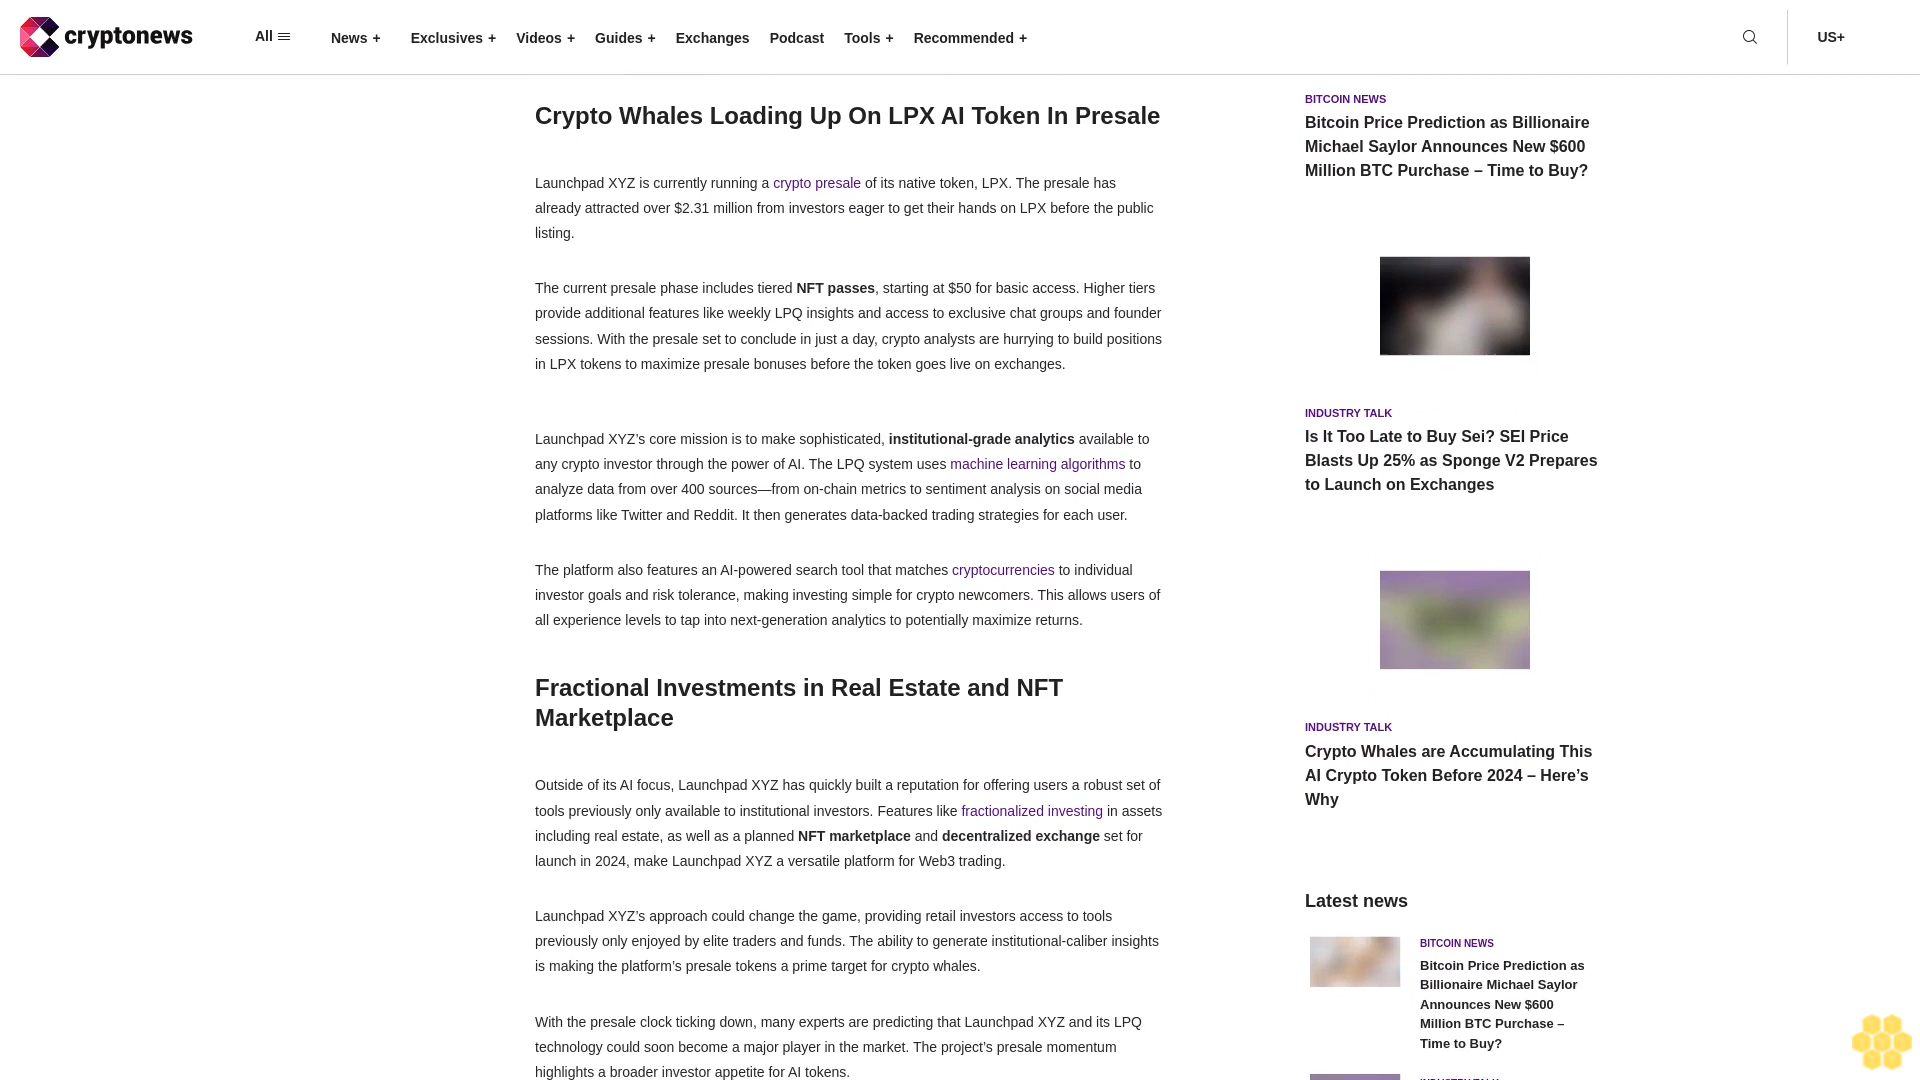 cryptonews
All
News +
Exclusives +
Videos +
Guides +
Exchanges
Podcast
Tools +
Recommended +
US+
Crypto Whales Loading Up On LPX AI Token In Presale
Launchpad XYZ is currently running a crypto presale of its native token, LPX. The presale has
already attracted over $2.31 million from investors eager to get their hands on LPX before the public
listing.
The current presale phase includes tiered NFT passes, starting at $50 for basic access. Higher tiers
provide additional features like weekly LPQ insights and access to exclusive chat groups and founder
sessions. With the presale set to conclude in just a day, crypto analysts are hurrying to build positions
in LPX tokens to maximize presale bonuses before the token goes live on exchanges.
Launchpad XYZ’s core mission is to make sophisticated, institutional-grade analytics available to
any crypto investor through the power of AI. The LPQ system uses machine learning algorithms to
analyze data from over 400 sources—from on-chain metrics to sentiment analysis on social media
platforms like Twitter and Reddit. It then generates data-backed trading strategies for each user.
The platform also features an AI-powered search tool that matches cryptocurrencies to individual
investor goals and risk tolerance, making investing simple for crypto newcomers. This allows users of
all experience levels to tap into next-generation analytics to potentially maximize returns.
Fractional Investments in Real Estate and NFT
Marketplace
Outside of its AI focus, Launchpad XYZ has quickly built a reputation for offering users a robust set of
tools previously only available to institutional investors. Features like fractionalized investing in assets
including real estate, as well as a planned NFT marketplace and decentralized exchange set for
launch in 2024, make Launchpad XYZ a versatile platform for Web3 trading.
Launchpad XYZ’s approach could change the game, providing retail investors access to tools
previously only enjoyed by elite traders and funds. The ability to generate institutional-caliber insights
is making the platform’s presale tokens a prime target for crypto whales.
With the presale clock ticking down, many experts are predicting that Launchpad XYZ and its LPQ
technology could soon become a major player in the market. The project’s presale momentum
highlights a broader investor appetite for AI tokens.
BITCOIN NEWS
Bitcoin Price Prediction as Billionaire
Michael Saylor Announces New $600
Million BTC Purchase – Time to Buy?
INDUSTRY TALK
Is It Too Late to Buy Sei? SEI Price
Blasts Up 25% as Sponge V2 Prepares
to Launch on Exchanges
INDUSTRY TALK
Crypto Whales are Accumulating This
AI Crypto Token Before 2024 – Here’s
Why
Latest news
BITCOIN NEWS
Bitcoin Price Prediction as
Billionaire Michael Saylor
Announces New $600
Million BTC Purchase –
Time to Buy?